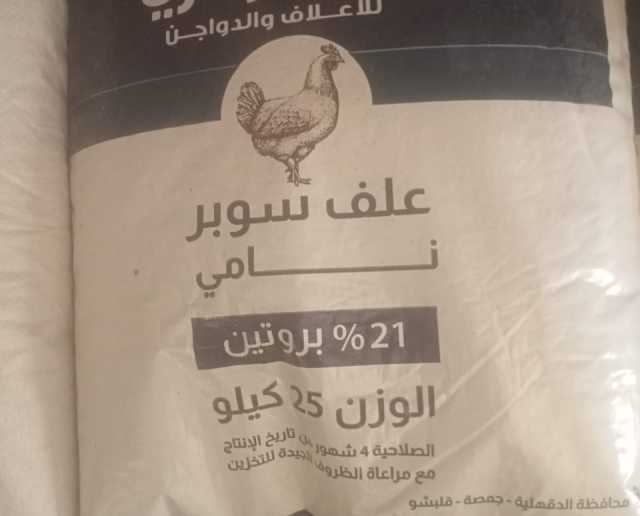 للأعلاف والدواجن
علف سوبر
نامي
21% بروتين
الوزن 25 كيلو
الصلاحية 4 شهور من تاريخ الإنتاج
مع مراعاة الظروف الجيدة للتخزين
محافظة الدقهلية - جمصة - قلبشو